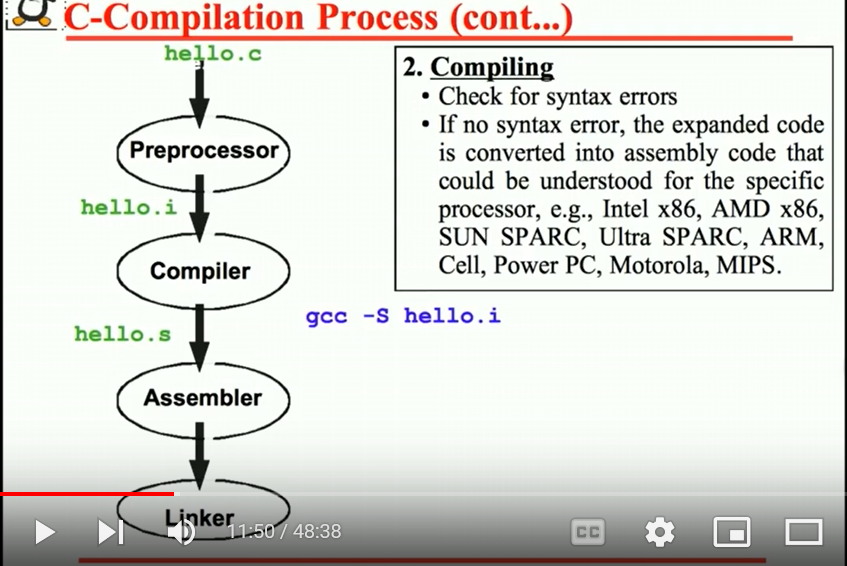 C-Compilation Process (cont...)
hello.c
Preprocessor
hello.i
Compiler
hello.s
Assembler
Linker
2. Compiling
• Check for syntax errors
• If no syntax error, the expanded code
is converted into assembly code that
could be understood for the specific
processor, e.g., Intel x86, AMD x86,
SUN SPARC, Ultra SPARC, ARM,
Cell, Power PC, Motorola, MIPS.
gcc -S hello.i
11:50 / 48:38
CC